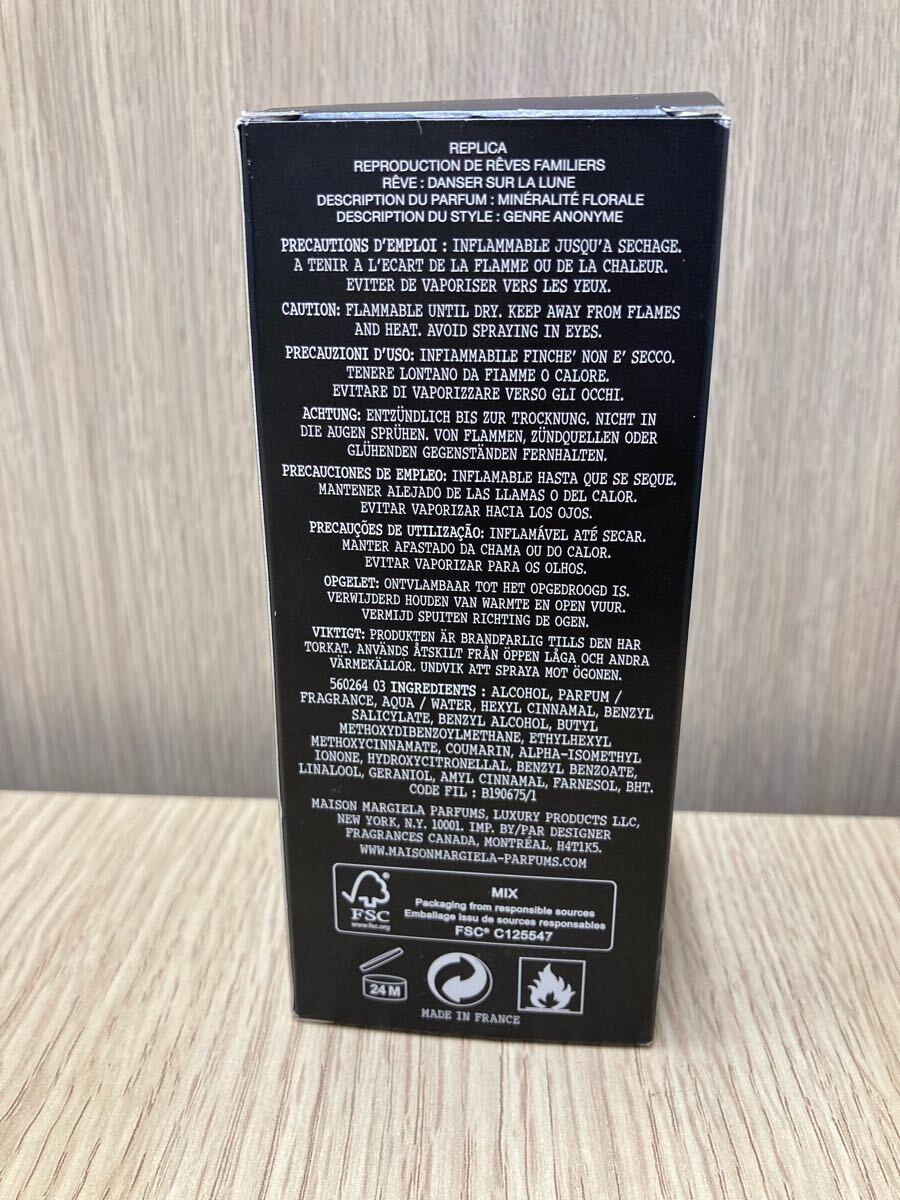 REPLICA
REPRODUCTION DE RÊVES FAMILIERS
RÊVE : DANSER SUR LA LUNE
DESCRIPTION DU PARFUM : MINÉRALITÉ FLORALE
DESCRIPTION DU STYLE : GENRE ANONYME
PRECAUTIONS D'EMPLOI : INFLAMMABLE JUSQU'A SECHAGE.
A TENIR A L'ECART DE LA FLAMME OU DE LA CHALEUR.
EVITER DE VAPORISER VERS LES YEUX.
CAUTION: FLAMMABLE UNTIL DRY. KEEP AWAY FROM FLAMES
AND HEAT. AVOID SPRAYING IN EYES.
PRECAUZIONI D'USO: INFIAMMABILE FINCHE' NON E' SECCO.
TENERE LONTANO DA FIAMME O CALORE.
EVITARE DI VAPORIZZARE VERSO GLI OCCHI.
ACHTUNG: ENTZÜNDLICH BIS ZUR TROCKNUNG. NICHT IN
DIE AUGEN SPRÜHEN. VON FLAMMEN, ZÜNDQUELLEN ODER
GLÜHENDEN GEGENSTÄNDEN FERNHALTEN.
PRECAUCIONES DE EMPLEO: INFLAMABLE HASTA QUE SE SEQUE.
MANTENER ALEJADO DE LAS LLAMAS O DEL CALOR.
EVITAR VAPORIZAR HACIA LOS OJOS.
PRECAUÇÕES DE UTILIZAÇÃO: INFLAMÁVEL ATÉ SECAR.
MANTER AFASTADO DA CHAMA OU DO CALOR.
EVITAR VAPORIZAR PARA OS OLHOS.
OPGELET: ONTVLAMBAAR TOT HET OPGEDROOGD IS.
VERWIJDERD HOUDEN VAN WARMTE EN OPEN VUUR.
VERMIJD SPUITEN RICHTING DE OGEN.
VIKTIGT: PRODUKTEN ÄR BRANDFARLIG TILLS DEN HAR
TORKAT. ANVÄNDS ÅTSKILT FRÅN ÖPPEN LÅGA OCH ANDRA
VÄRMEKÄLLOR. UNDVIK ATT SPRAYA MOT ÖGONEN.
560264 03 INGREDIENTS : ALCOHOL, PARFUM /
FRAGRANCE, AQUA / WATER, HEXYL CINNAMAL, BENZYL
SALICYLATE, BENZYL ALCOHOL, BUTYL
METHOXYDIBENZOYLMETHANE, ETHYLHEXYL
METHOXYCINNAMATE, COUMARIN, ALPHA-ISOMETHYL
IONONE, HYDROXYCITRONELLAL, BENZYL BENZOATE,
LINALOOL, GERANIOL, AMYL CINNAMAL, FARNESOL, BHT.
CODE FIL : B190675/1
MAISON MARGIELA PARFUMS, LUXURY PRODUCTS LLC,
NEW YORK, N.Y. 10001. IMP. BY/PAR DESIGNER
FRAGRANCES CANADA, MONTRÉAL, H4T1K5.
WWW.MAISONMARGIELA-PARFUMS.COM
FSC
www.fsc.org
MIX
Packaging from responsible sources
Emballage issu de sources responsables
FSC® C125547
24 M
MADE IN FRANCE